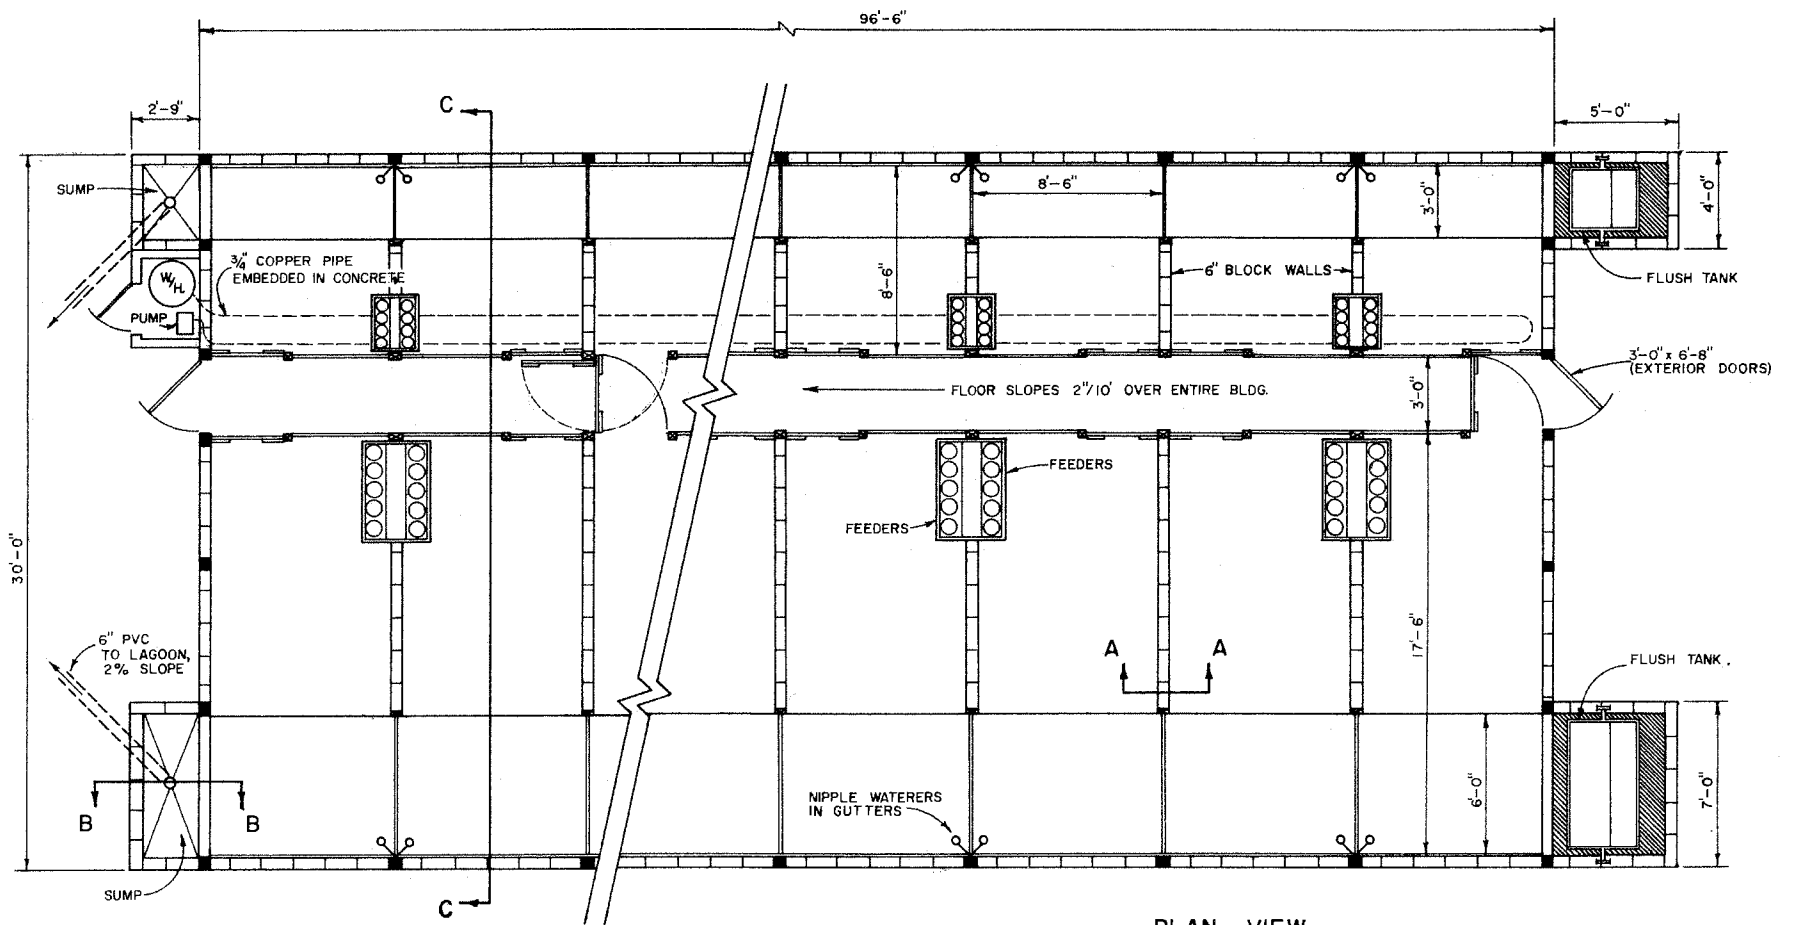 96'-6"
2'-9"
C
5'-0"
SUMP
8'-6"
3'-0"
4'-0"
3/4" COPPER PIPE
EMBEDDED IN CONCRETE
W/H.
8'-6"
6" BLOCK WALLS
FLUSH TANK
PUMP
3'-0" x 6'-8"
(EXTERIOR DOORS)
FLOOR SLOPES 2"/10' OVER ENTIRE BLDG.
3'-0"
FEEDERS
FEEDERS
30'-0"
17'-6"
6" PVC
TO LAGOON,
2% SLOPE
A
A
FLUSH TANK.
B
B
NIPPLE WATERERS
IN GUTTERS
6'-0"
7'-0"
SUMP
C
PLAN VIEW